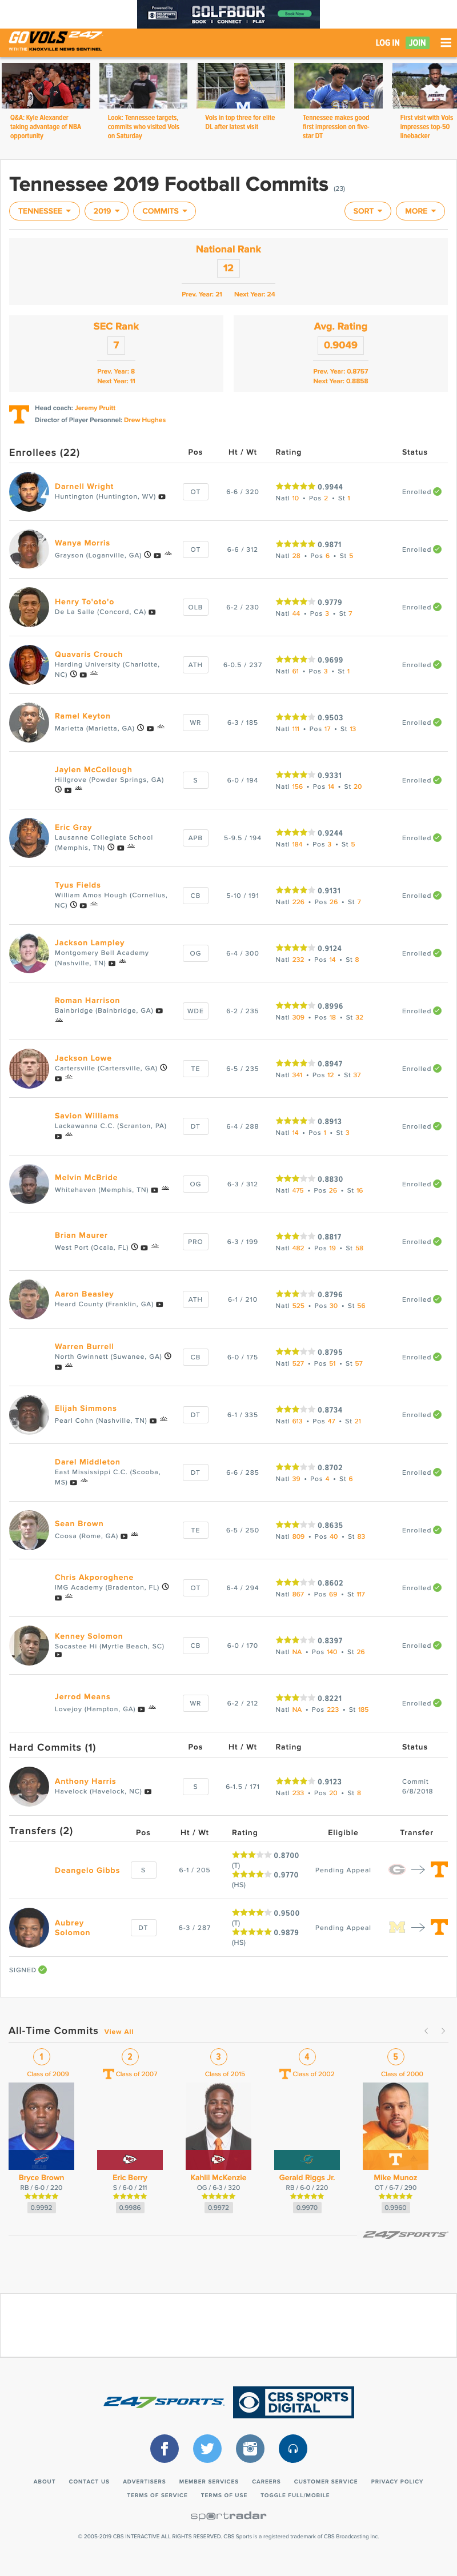 Powered by
CBS SPORTS DIGITAL
GOLFBOOK
BOOK | CONNECT | PLAY
Book Now
GOVOLS247
WITH THE KNOXVILLE NEWS SENTINEL
LOG IN JOIN
Q&A: Kyle Alexander taking advantage of NBA opportunity
Look: Tennessee targets, commits who visited Vols on Saturday
Vols in top three for elite DL after latest visit
Tennessee makes good first impression on five-star DT
First visit with Vols impresses top-50 linebacker
Tennessee 2019 Football Commits (23)
TENNESSEE 2019 COMMITS SORT MORE
National Rank
12
Prev. Year: 21 Next Year: 24
SEC Rank
7
Prev. Year: 8
Next Year: 11
Avg. Rating
0.9049
Prev. Year: 0.8757
Next Year: 0.8858
Head coach: Jeremy Pruitt
Director of Player Personnel: Drew Hughes
Enrollees (22) Pos Ht / Wt Rating Status
Darnell Wright
Huntington (Huntington, WV)
OT 6-6 / 320 0.9944
Natl 10 • Pos 2 • St 1
Enrolled
Wanya Morris
Grayson (Loganville, GA)
OT 6-6 / 312 0.9871
Natl 28 • Pos 6 • St 5
Enrolled
Henry To'oto'o
De La Salle (Concord, CA)
OLB 6-2 / 230 0.9779
Natl 44 • Pos 3 • St 7
Enrolled
Quavaris Crouch
Harding University (Charlotte, NC)
ATH 6-0.5 / 237 0.9699
Natl 61 • Pos 3 • St 1
Enrolled
Ramel Keyton
Marietta (Marietta, GA)
WR 6-3 / 185 0.9503
Natl 111 • Pos 17 • St 13
Enrolled
Jaylen McCollough
Hillgrove (Powder Springs, GA)
S 6-0 / 194 0.9331
Natl 156 • Pos 14 • St 20
Enrolled
Eric Gray
Lausanne Collegiate School (Memphis, TN)
APB 5-9.5 / 194 0.9244
Natl 184 • Pos 3 • St 5
Enrolled
Tyus Fields
William Amos Hough (Cornelius, NC)
CB 5-10 / 191 0.9131
Natl 226 • Pos 26 • St 7
Enrolled
Jackson Lampley
Montgomery Bell Academy (Nashville, TN)
OG 6-4 / 300 0.9124
Natl 232 • Pos 14 • St 8
Enrolled
Roman Harrison
Bainbridge (Bainbridge, GA)
WDE 6-2 / 235 0.8996
Natl 309 • Pos 18 • St 32
Enrolled
Jackson Lowe
Cartersville (Cartersville, GA)
TE 6-5 / 235 0.8947
Natl 341 • Pos 12 • St 37
Enrolled
Savion Williams
Lackawanna C.C. (Scranton, PA)
DT 6-4 / 288 0.8913
Natl 14 • Pos 1 • St 3
Enrolled
Melvin McBride
Whitehaven (Memphis, TN)
OG 6-3 / 312 0.8830
Natl 475 • Pos 26 • St 16
Enrolled
Brian Maurer
West Port (Ocala, FL)
PRO 6-3 / 199 0.8817
Natl 482 • Pos 19 • St 58
Enrolled
Aaron Beasley
Heard County (Franklin, GA)
ATH 6-1 / 210 0.8796
Natl 525 • Pos 30 • St 56
Enrolled
Warren Burrell
North Gwinnett (Suwanee, GA)
CB 6-0 / 175 0.8795
Natl 527 • Pos 51 • St 57
Enrolled
Elijah Simmons
Pearl Cohn (Nashville, TN)
DT 6-1 / 335 0.8734
Natl 613 • Pos 47 • St 21
Enrolled
Darel Middleton
East Mississippi C.C. (Scooba, MS)
DT 6-6 / 285 0.8702
Natl 39 • Pos 4 • St 6
Enrolled
Sean Brown
Coosa (Rome, GA)
TE 6-5 / 250 0.8635
Natl 809 • Pos 40 • St 83
Enrolled
Chris Akporoghene
IMG Academy (Bradenton, FL)
OT 6-4 / 294 0.8602
Natl 867 • Pos 69 • St 117
Enrolled
Kenney Solomon
Socastee Hi (Myrtle Beach, SC)
CB 6-0 / 170 0.8397
Natl NA • Pos 140 • St 26
Enrolled
Jerrod Means
Lovejoy (Hampton, GA)
WR 6-2 / 212 0.8221
Natl NA • Pos 223 • St 185
Enrolled
Hard Commits (1) Pos Ht / Wt Rating Status
Anthony Harris
Havelock (Havelock, NC)
S 6-1.5 / 171 0.9123
Natl 233 • Pos 20 • St 8
Commit
6/8/2018
Transfers (2) Pos Ht / Wt Rating Eligible Transfer
Deangelo Gibbs S 6-1 / 205 0.8700
(T)
0.9770
(HS)
Pending Appeal
Aubrey Solomon DT 6-3 / 287 0.9500
(T)
0.9879
(HS)
Pending Appeal
SIGNED
All-Time Commits View All
1 2 3 4 5
Class of 2009 Class of 2007 Class of 2015 Class of 2002 Class of 2000
Bryce Brown Eric Berry Kahlil McKenzie Gerald Riggs Jr. Mike Munoz
RB / 6-0 / 220 S / 6-0 / 211 OG / 6-3 / 320 RB / 6-0 / 220 OT / 6-7 / 290
0.9992 0.9986 0.9972 0.9970 0.9960
247SPORTS
247SPORTS CBS SPORTS DIGITAL
ABOUT CONTACT US ADVERTISERS MEMBER SERVICES CAREERS CUSTOMER SERVICE PRIVACY POLICY
TERMS OF SERVICE TERMS OF USE TOGGLE FULL/MOBILE
sportradar
© 2005-2019 CBS INTERACTIVE ALL RIGHTS RESERVED. CBS Sports is a registered trademark of CBS Broadcasting Inc.